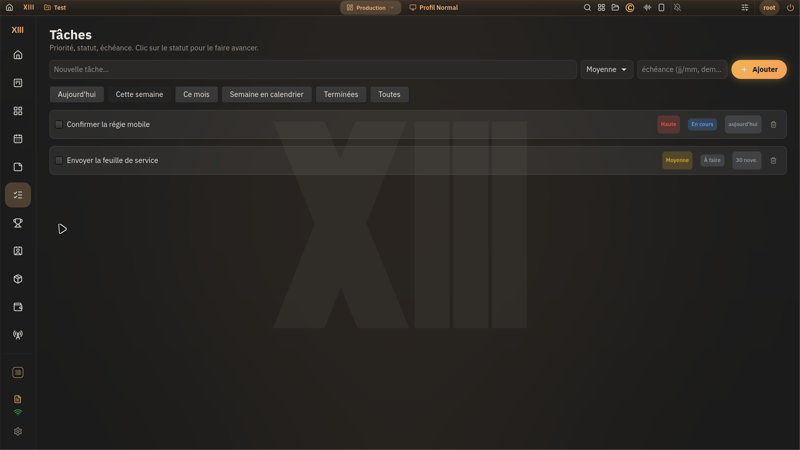 XIII
Test
Production
Profil Normal
root
XIII
Tâches
Priorité, statut, échéance. Clic sur le statut pour le faire avancer.
Nouvelle tâche...
Moyenne
échéance (jj/mm, dem...
+ Ajouter
Aujourd'hui
Cette semaine
Ce mois
Semaine en calendrier
Terminées
Toutes
Confirmer la régie mobile
Haute
En cours
aujourd'hui
Envoyer la feuille de service
Moyenne
À faire
30 nove.
XIII